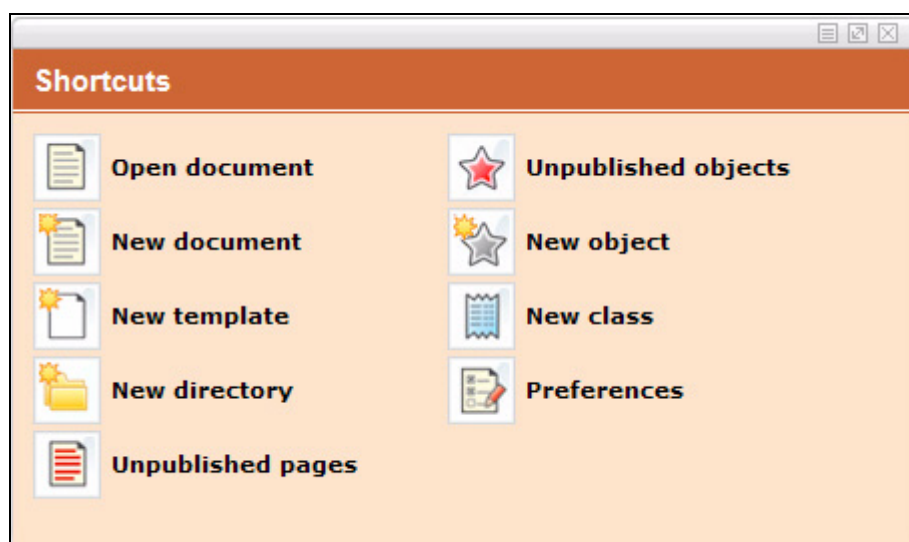 Shortcuts
Open document
New document
New template
New directory
Unpublished pages
Unpublished objects
New object
New class
Preferences